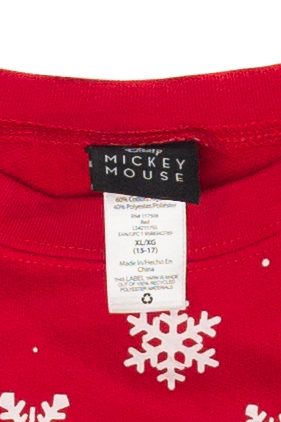 Disney
MICKEY
MOUSE
60% Cotton
40% Polyester/Poliéster
Red
XL/XG
(15-17)
Made In/Hecho En
China
THIS LABEL YARN IS MADE
OUT OF 100% RECYCLED
POLYESTER MATERIALS